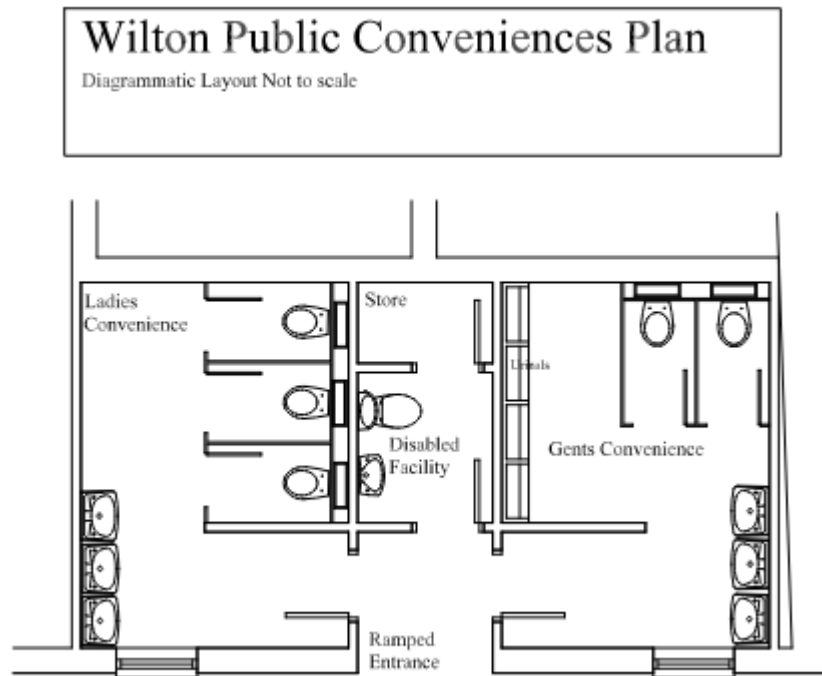 Wilton Public Conveniences Plan
Diagrammatic Layout Not to scale
Ladies
Convenience
Store
Urinals
Disabled
Facility
Gents Convenience
Ramped
Entrance